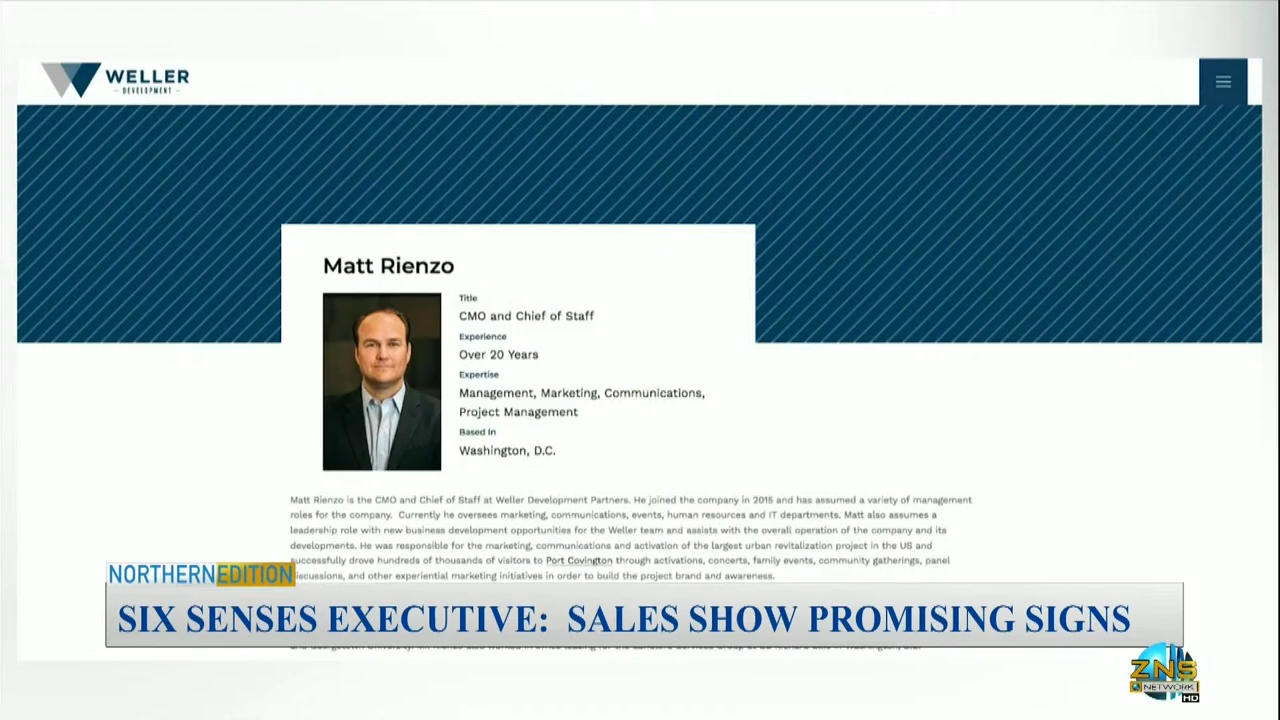 WELLER
DEVELOPMENT
Matt Rienzo
Title
CMO and Chief of Staff
Experience
Over 20 Years
Expertise
Management, Marketing, Communications,
Project Management
Based In
Washington, D.C.
Matt Rienzo is the CMO and Chief of Staff at Weller Development Partners. He joined the company in 2015 and has assumed a variety of management
roles for the company. Currently he oversees marketing, communications, events, human resources and IT departments. Matt also assumes a
leadership role with new business development opportunities for the Weller team and assists with the overall operation of the company and its
developments. He was responsible for the marketing, communications and activation of the largest urban revitalization project in the US and
successfully drove hundreds of thousands of visitors to Port Covington through activations, concerts, family events, community gatherings, panel
discussions, and other experiential marketing initiatives in order to build the project brand and awareness.
NORTHERNEDITION
SIX SENSES EXECUTIVE: SALES SHOW PROMISING SIGNS
ZNS
NETWORK
HD